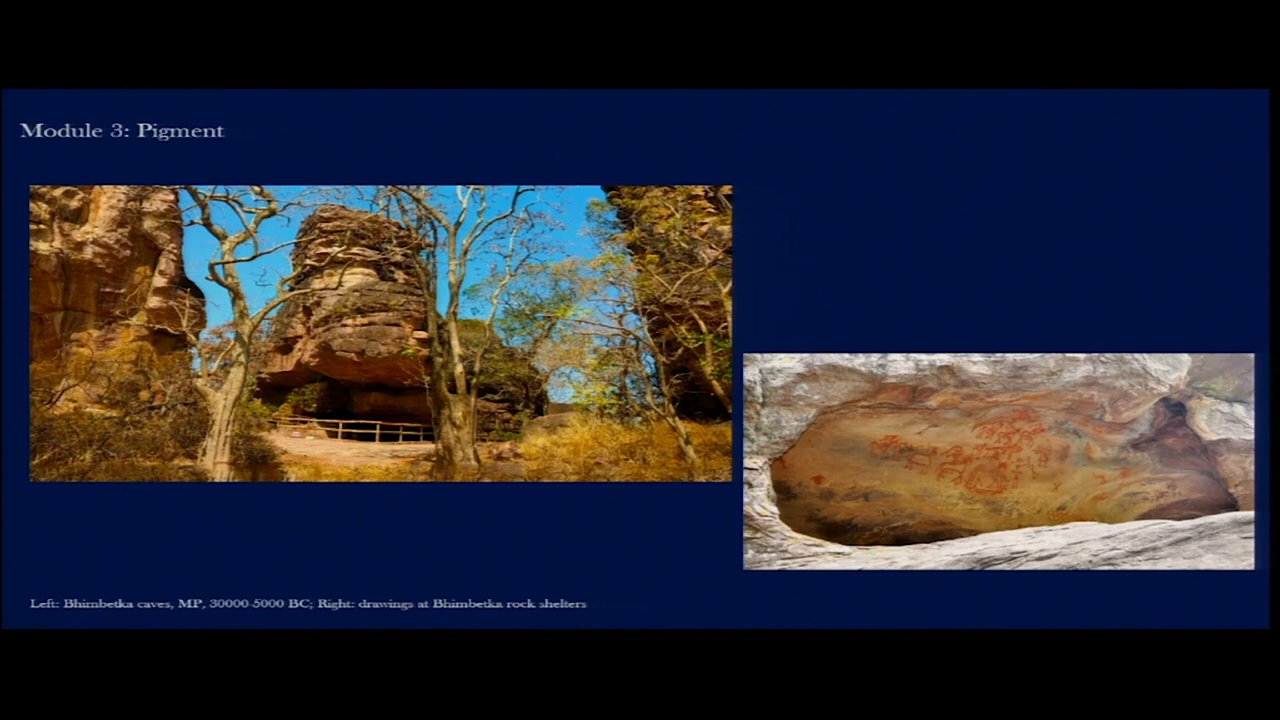 Module 3: Pigment
Left: Bhimbetka caves, MP, 30000-5000 BC; Right: drawings at Bhimbetka rock shelters